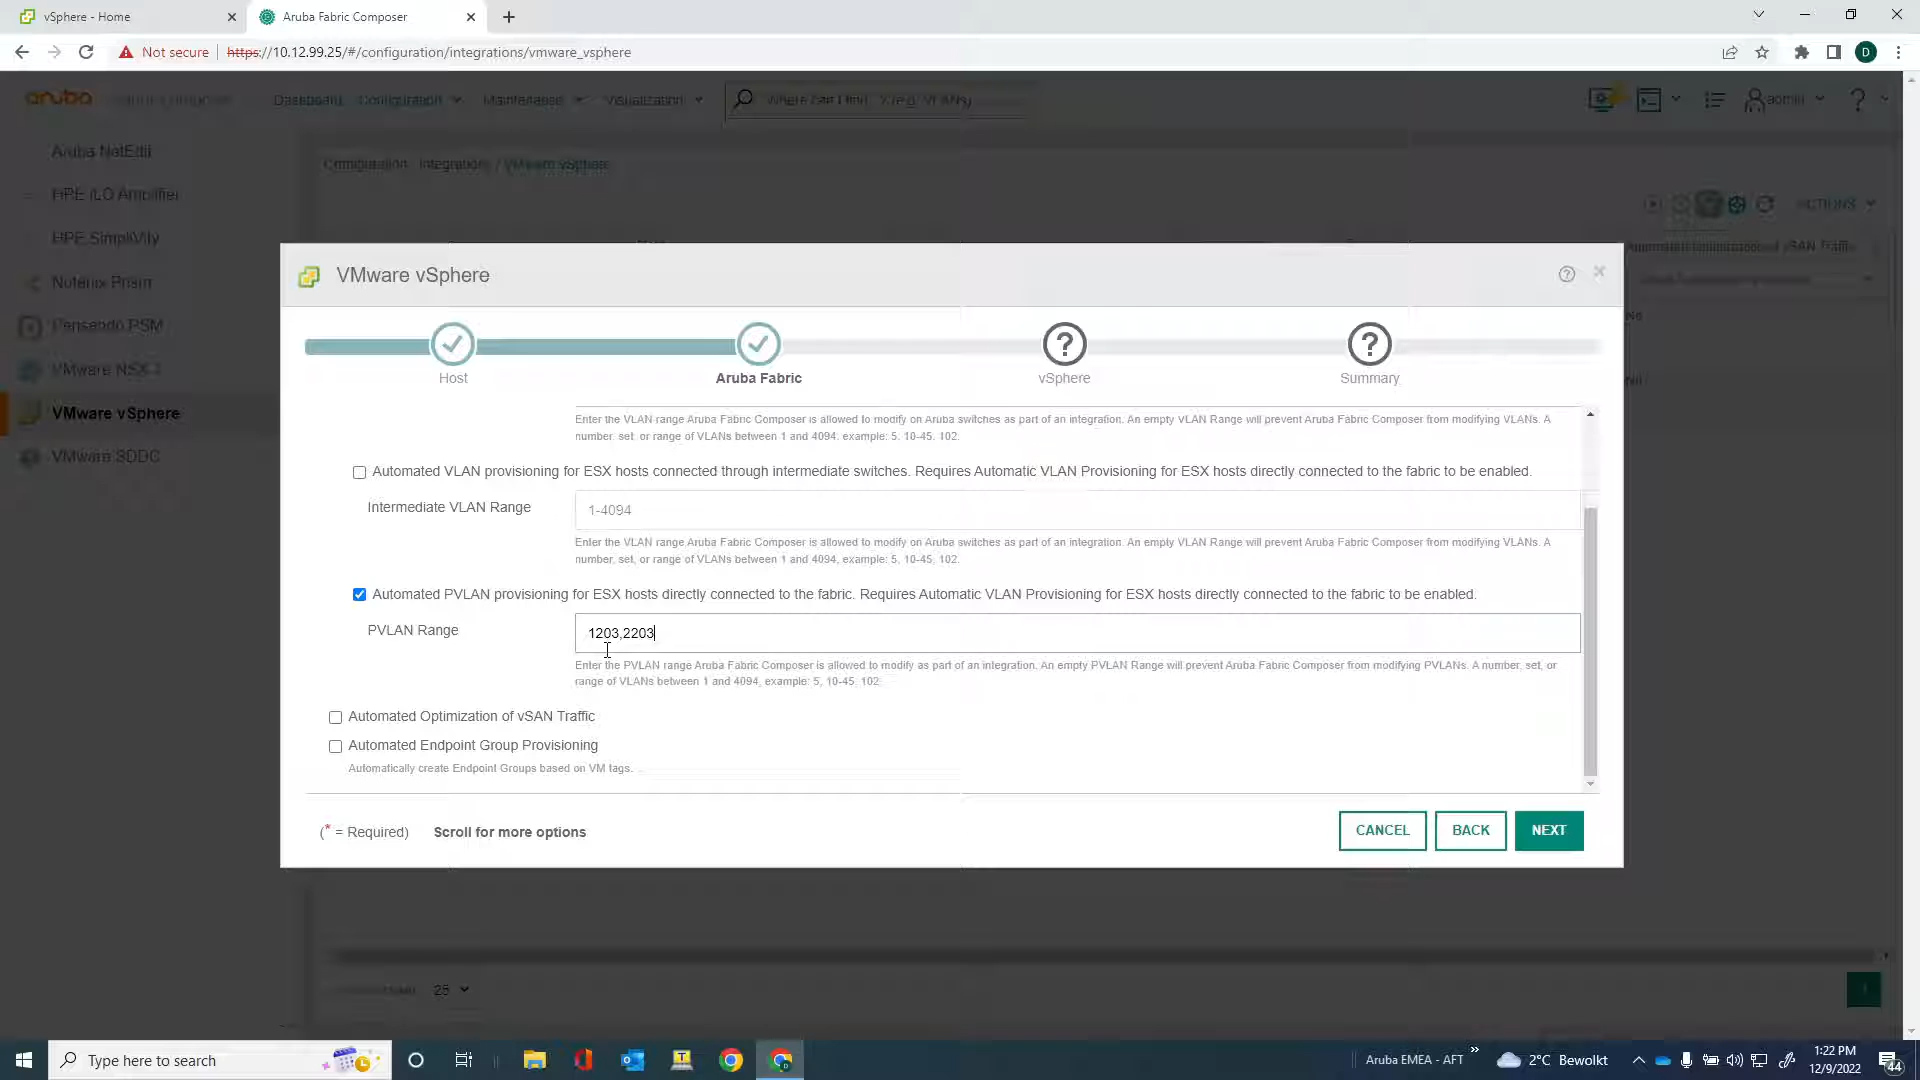 vSphere - Home
Aruba Fabric Composer
Not secure
https://10.12.99.25/#/configuration/integrations/vmware_vsphere
D
aruba
Dashboard
Configuration
Maintenance
Visualization
admin
Aruba NetEdit
Configuration Integrations / VMware vSphere
HPE iLO Amplifier
ACTIONS
HPE SimpliVity
Nutanix Prism
Pensando PSM
VMware NSX-T
VMware vSphere
VMware SDDC
VMware vSphere
Host
Aruba Fabric
vSphere
Summary
Enter the VLAN range Aruba Fabric Composer is allowed to modify on Aruba switches as part of an integration. An empty VLAN Range will prevent Aruba Fabric Composer from modifying VLANs. A
number, set, or range of VLANs between 1 and 4094, example: 5, 10-45, 102.
Automated VLAN provisioning for ESX hosts connected through intermediate switches. Requires Automatic VLAN Provisioning for ESX hosts directly connected to the fabric to be enabled.
Intermediate VLAN Range
1-4094
Enter the VLAN range Aruba Fabric Composer is allowed to modify on Aruba switches as part of an integration. An empty VLAN Range will prevent Aruba Fabric Composer from modifying VLANs. A
number, set, or range of VLANs between 1 and 4094, example: 5, 10-45, 102.
Automated PVLAN provisioning for ESX hosts directly connected to the fabric. Requires Automatic VLAN Provisioning for ESX hosts directly connected to the fabric to be enabled.
PVLAN Range
1203,2203
Enter the PVLAN range Aruba Fabric Composer is allowed to modify as part of an integration. An empty PVLAN Range will prevent Aruba Fabric Composer from modifying PVLANs. A number, set, or
range of VLANs between 1 and 4094, example: 5, 10-45, 102.
Automated Optimization of vSAN Traffic
Automated Endpoint Group Provisioning
Automatically create Endpoint Groups based on VM tags.
(* = Required)
Scroll for more options
CANCEL
BACK
NEXT
25
Type here to search
Aruba EMEA - AFT
2°C Bewolkt
1:22 PM
12/9/2022
44